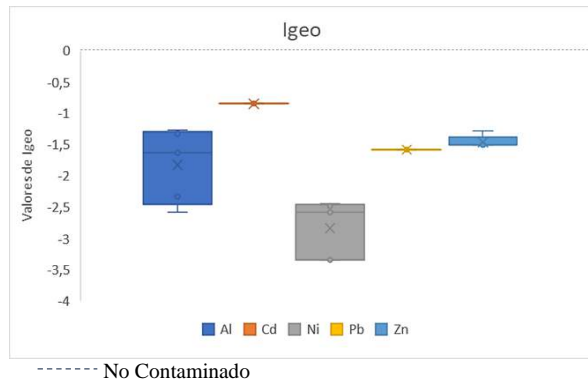 Igeo
0
-0,5
-1
-1,5
-2
-2,5
-3
-3,5
-4
Valores de Igeo
Al Cd Ni Pb Zn
No Contaminado